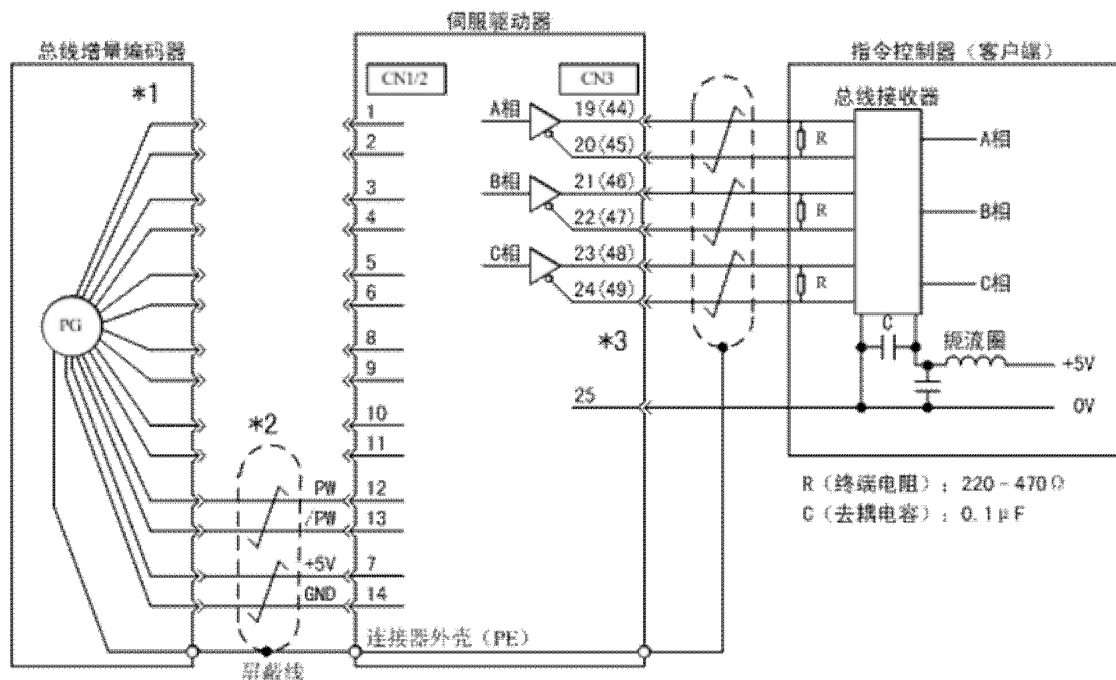 伺服驱动器
总线增量编码器
指令控制器（客户端）
*1
CN1/2
CN3
总线接收器
1
2
3
4
5
6
8
9
10
11
A相
19(44)
20(45)
B相
21(46)
22(47)
C相
23(48)
24(49)
*3
25
R
R
R
A相
B相
C相
C
扼流圈
+5V
0V
PG
*2
PW
12
/PW
13
+5V
7
GND
14
连接器外壳（PE）
屏蔽线
R（终端电阻）：220-470Ω
C（去耦电容）：0.1μF